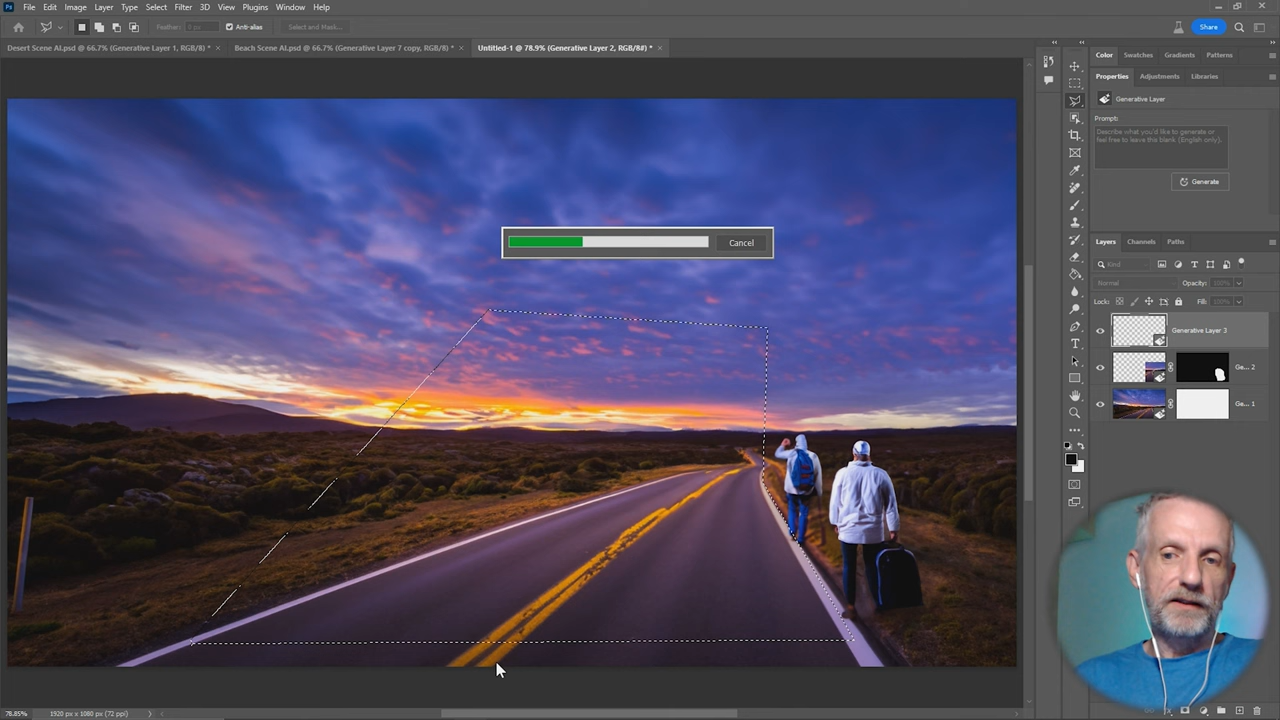 Ps File Edit Image Layer Type Select Filter 3D View Plugins Window Help
Feather: 0 px Anti-alias Select and Mask... Share
Desert Scene AI.psd @ 66.7% (Generative Layer 1, RGB/8) * × Beach Scene AI.psd @ 66.7% (Generative Layer 7 copy, RGB/8) * × Untitled-1 @ 78.9% (Generative Layer 2, RGB/8#) * ×
Color Swatches Gradients Patterns
Properties Adjustments Libraries
Generative Layer
Prompt:
Describe what you'd like to generate or
feel free to leave this blank (English only).
Generate
Cancel
Layers Channels Paths
Kind
Normal Opacity: 100%
Lock: Fill: 100%
Generative Layer 3
Ge... 2
Ge... 1
78.85% 1920 px x 1080 px (72 ppi)